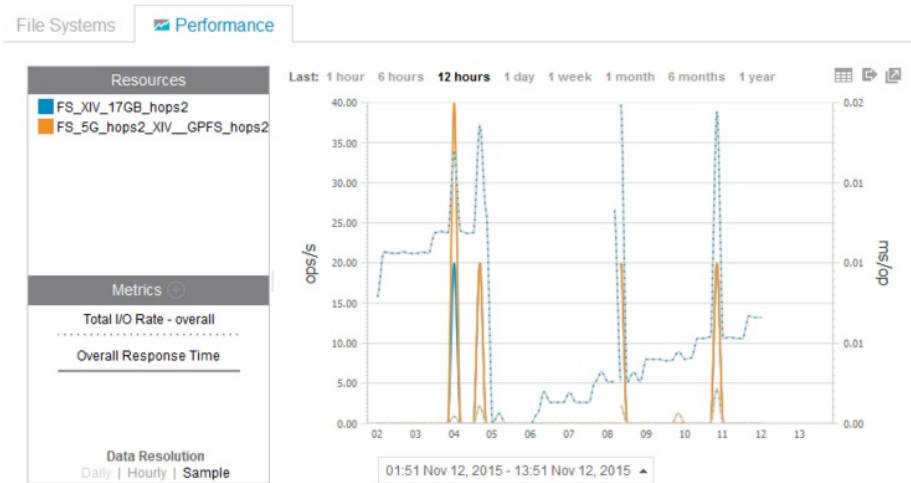 File Systems Performance
Resources
FS_XIV_17GB_hops2
FS_5G_hops2_XIV__GPFS_hops2
Metrics
Total I/O Rate - overall
Overall Response Time
Data Resolution
Daily | Hourly | Sample
Last: 1 hour 6 hours 12 hours 1 day 1 week 1 month 6 months 1 year
40.00
35.00
30.00
25.00
20.00
15.00
10.00
5.00
0.00
ops/s
0.02
0.01
0.01
0.01
0.00
ms/op
02 03 04 05 06 07 08 09 10 11 12 13
01:51 Nov 12, 2015 - 13:51 Nov 12, 2015